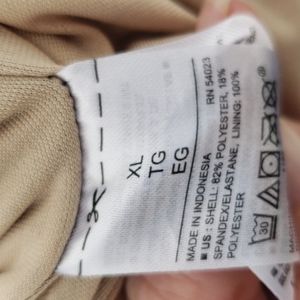 XL
TG
EG
RN 54023
MADE IN INDONESIA
US : SHELL: 82% POLYESTER, 18%
SPANDEX/ELASTANE, LINING: 100%
POLYESTER
30